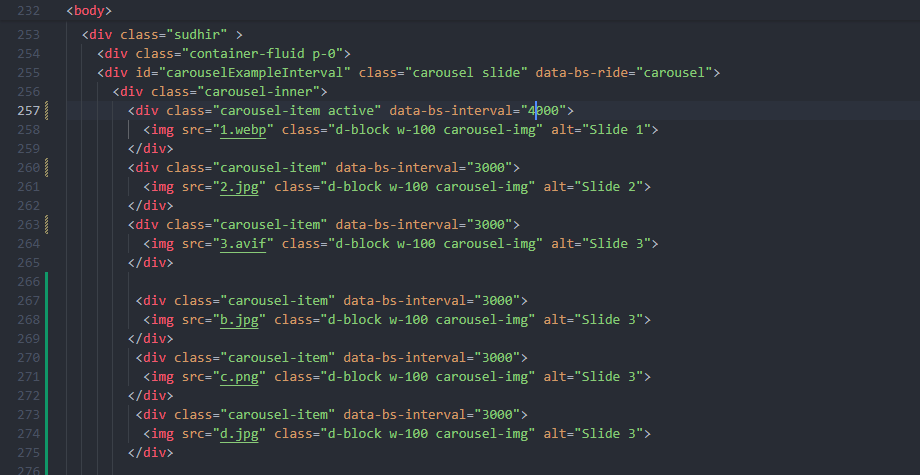 232 <body>
253 <div class="sudhir" >
254 <div class="container-fluid p-0">
255 <div id="carouselExampleInterval" class="carousel slide" data-bs-ride="carousel">
256 <div class="carousel-inner">
257 <div class="carousel-item active" data-bs-interval="4000">
258 <img src="1.webp" class="d-block w-100 carousel-img" alt="Slide 1">
259 </div>
260 <div class="carousel-item" data-bs-interval="3000">
261 <img src="2.jpg" class="d-block w-100 carousel-img" alt="Slide 2">
262 </div>
263 <div class="carousel-item" data-bs-interval="3000">
264 <img src="3.avif" class="d-block w-100 carousel-img" alt="Slide 3">
265 </div>
266
267 <div class="carousel-item" data-bs-interval="3000">
268 <img src="b.jpg" class="d-block w-100 carousel-img" alt="Slide 3">
269 </div>
270 <div class="carousel-item" data-bs-interval="3000">
271 <img src="c.png" class="d-block w-100 carousel-img" alt="Slide 3">
272 </div>
273 <div class="carousel-item" data-bs-interval="3000">
274 <img src="d.jpg" class="d-block w-100 carousel-img" alt="Slide 3">
275 </div>
276